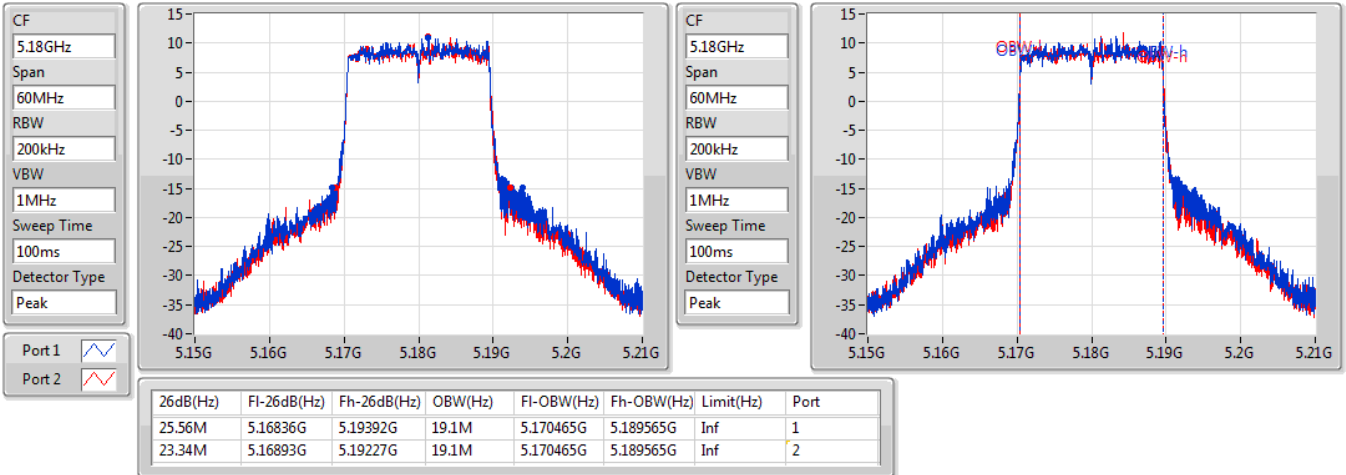 CF
5.18GHz
Span
60MHz
RBW
200kHz
VBW
1MHz
Sweep Time
100ms
Detector Type
Peak
Port 1
Port 2
15
10
5
0
-5
-10
-15
-20
-25
-30
-35
-40
5.15G 5.16G 5.17G 5.18G 5.19G 5.2G 5.21G
CF
5.18GHz
Span
60MHz
RBW
200kHz
VBW
1MHz
Sweep Time
100ms
Detector Type
Peak
15
10
5
0
-5
-10
-15
-20
-25
-30
-35
-40
5.15G 5.16G 5.17G 5.18G 5.19G 5.2G 5.21G
26dB(Hz) Fl-26dB(Hz) Fh-26dB(Hz) OBW(Hz) Fl-OBW(Hz) Fh-OBW(Hz) Limit(Hz) Port
25.56M 5.16836G 5.19392G 19.1M 5.170465G 5.189565G Inf 1
23.34M 5.16893G 5.19227G 19.1M 5.170465G 5.189565G Inf 2